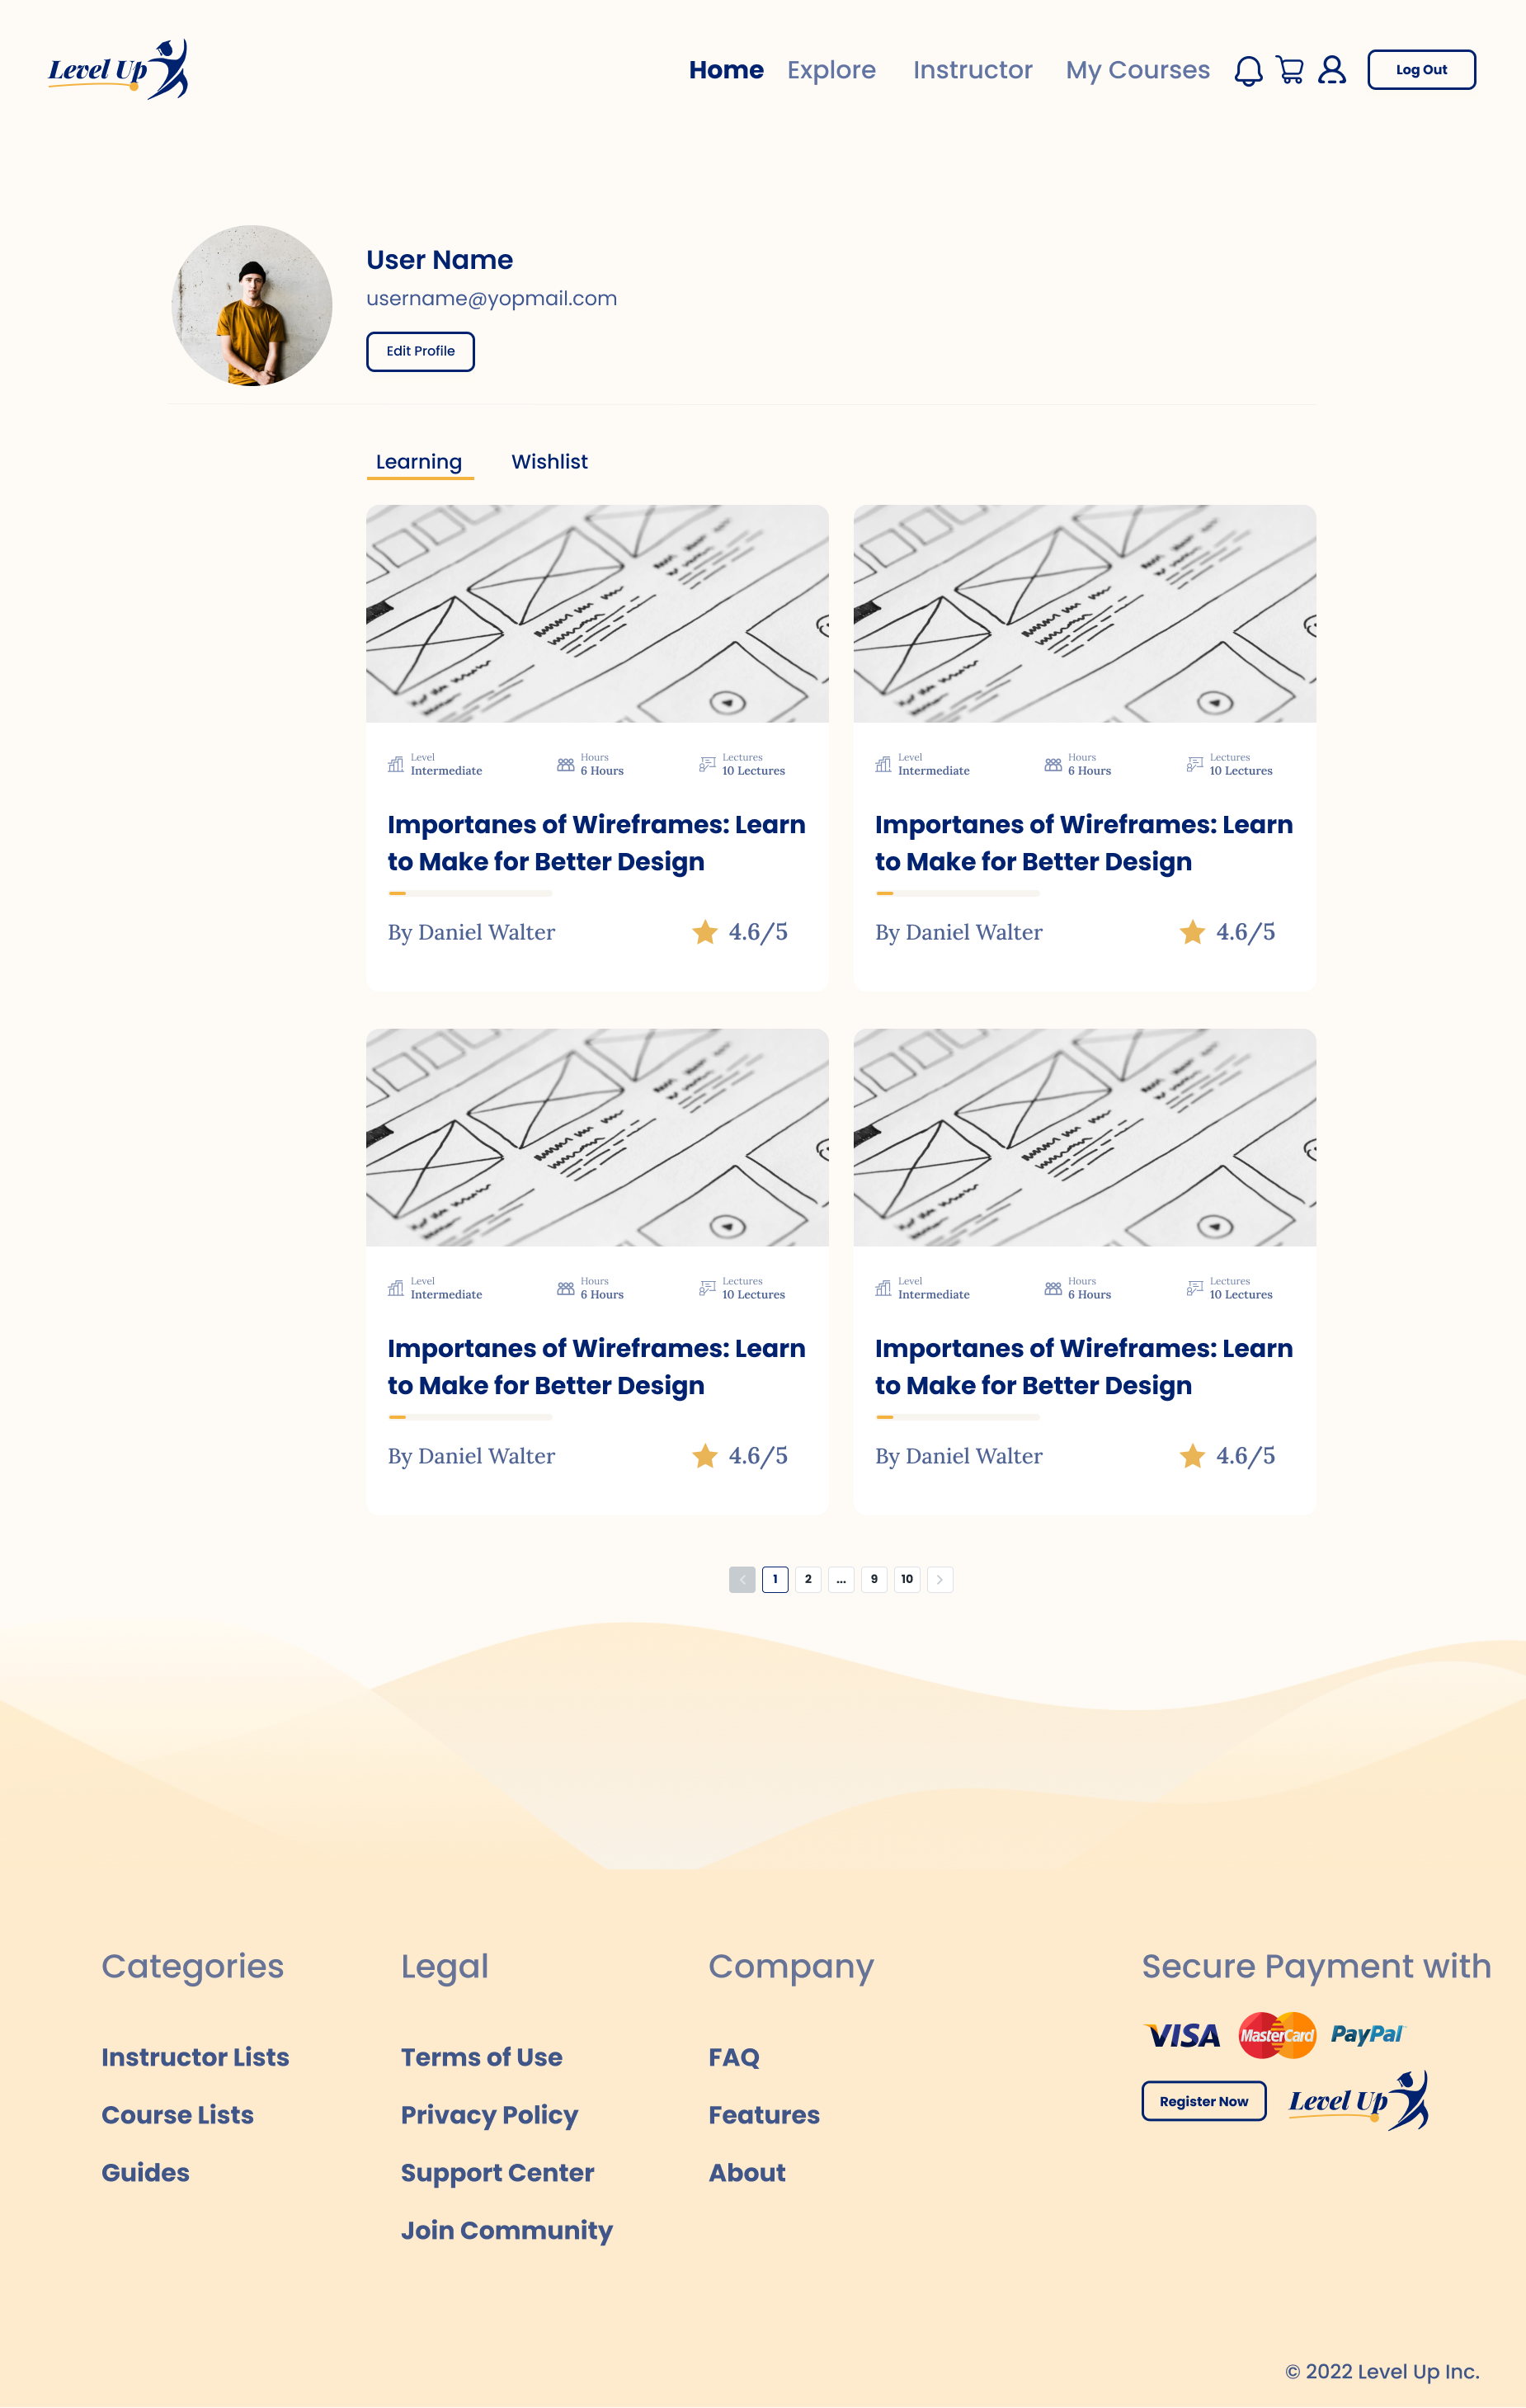 Level Up
Home Explore Instructor My Courses Log Out
User Name
username@yopmail.com
Edit Profile
Learning Wishlist
Level Hours Lectures
Intermediate 6 Hours 10 Lectures
Importanes of Wireframes: Learn
to Make for Better Design
By Daniel Walter 4.6/5
Level Hours Lectures
Intermediate 6 Hours 10 Lectures
Importanes of Wireframes: Learn
to Make for Better Design
By Daniel Walter 4.6/5
Level Hours Lectures
Intermediate 6 Hours 10 Lectures
Importanes of Wireframes: Learn
to Make for Better Design
By Daniel Walter 4.6/5
Level Hours Lectures
Intermediate 6 Hours 10 Lectures
Importanes of Wireframes: Learn
to Make for Better Design
By Daniel Walter 4.6/5
1 2 ... 9 10
Categories
Instructor Lists
Course Lists
Guides
Legal
Terms of Use
Privacy Policy
Support Center
Join Community
Company
FAQ
Features
About
Secure Payment with
VISA MasterCard PayPal
Register Now Level Up
© 2022 Level Up Inc.